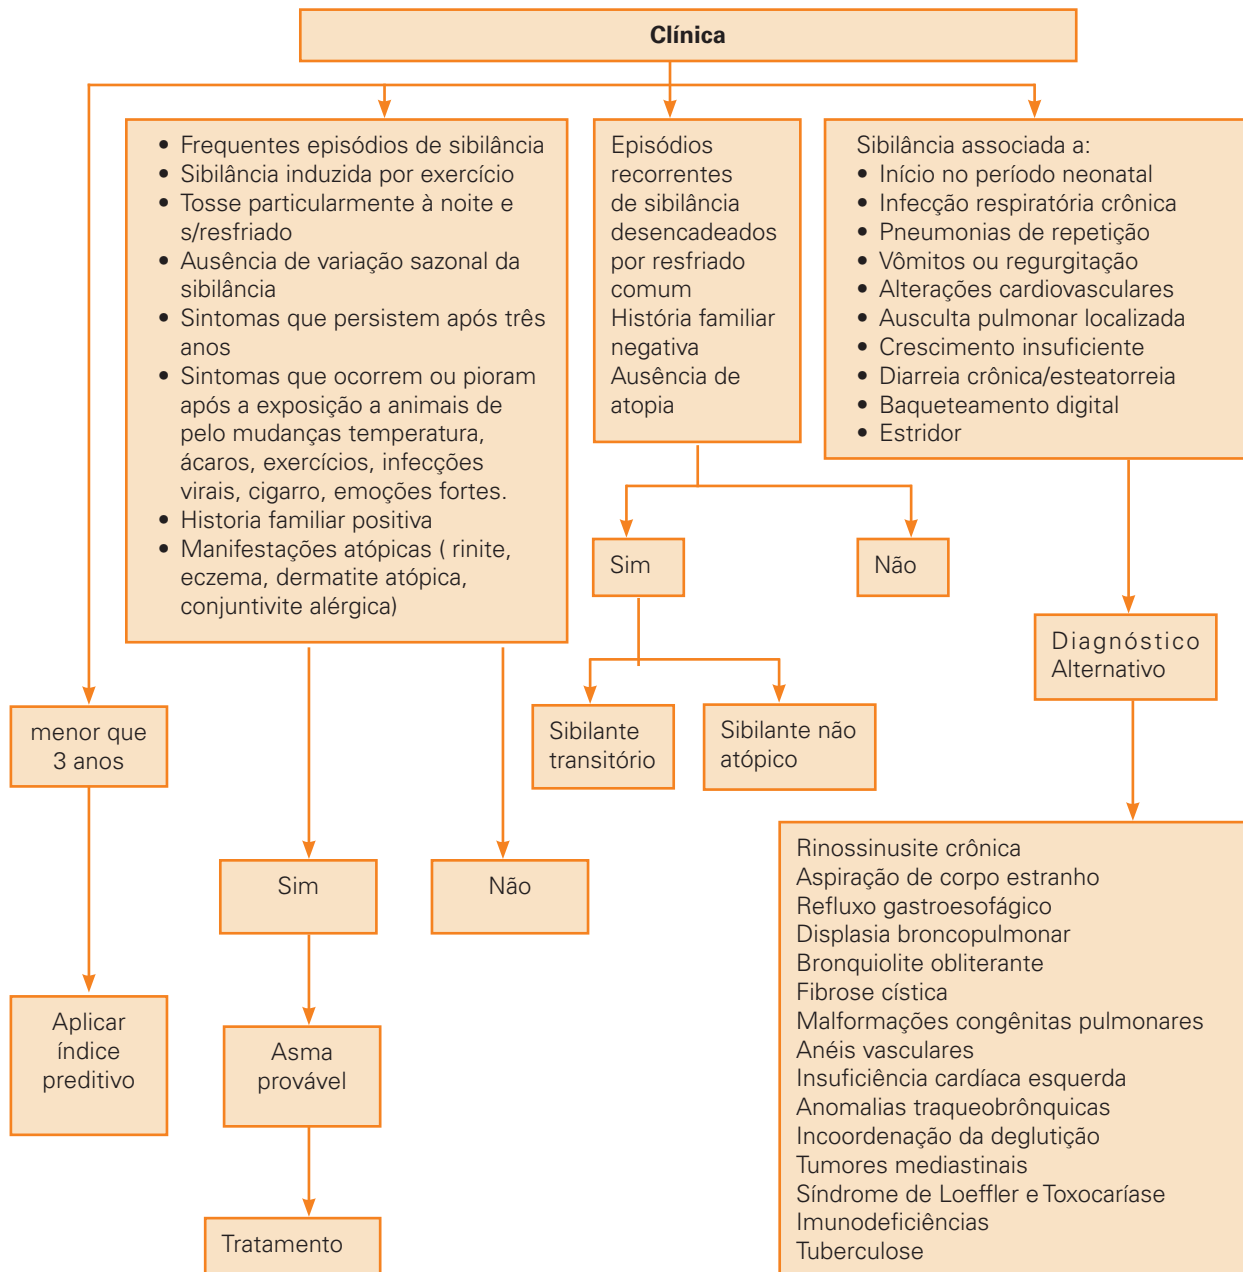 Clínica
• Frequentes episódios de sibilância
• Sibilância induzida por exercício
• Tosse particularmente à noite e
s/resfriado
• Ausência de variação sazonal da
sibilância
• Sintomas que persistem após três
anos
• Sintomas que ocorrem ou pioram
após a exposição a animais de
pelo mudanças temperatura,
ácaros, exercícios, infecções
virais, cigarro, emoções fortes.
• Historia familiar positiva
• Manifestações atópicas ( rinite,
eczema, dermatite atópica,
conjuntivite alérgica)
Episódios
recorrentes
de sibilância
desencadeados
por resfriado
comum
História familiar
negativa
Ausência de
atopia
Sibilância associada a:
• Início no período neonatal
• Infecção respiratória crônica
• Pneumonias de repetição
• Vômitos ou regurgitação
• Alterações cardiovasculares
• Ausculta pulmonar localizada
• Crescimento insuficiente
• Diarreia crônica/esteatorreia
• Baqueteamento digital
• Estridor
Sim
Não
Diagnóstico
Alternativo
menor que
3 anos
Sibilante
transitório
Sibilante não
atópico
Sim
Não
Aplicar
índice
preditivo
Asma
provável
Tratamento
Rinossinusite crônica
Aspiração de corpo estranho
Refluxo gastroesofágico
Displasia broncopulmonar
Bronquiolite obliterante
Fibrose cística
Malformações congênitas pulmonares
Anéis vasculares
Insuficiência cardíaca esquerda
Anomalias traqueobrônquicas
Incoordenação da deglutição
Tumores mediastinais
Síndrome de Loeffler e Toxocaríase
Imunodeficiências
Tuberculose